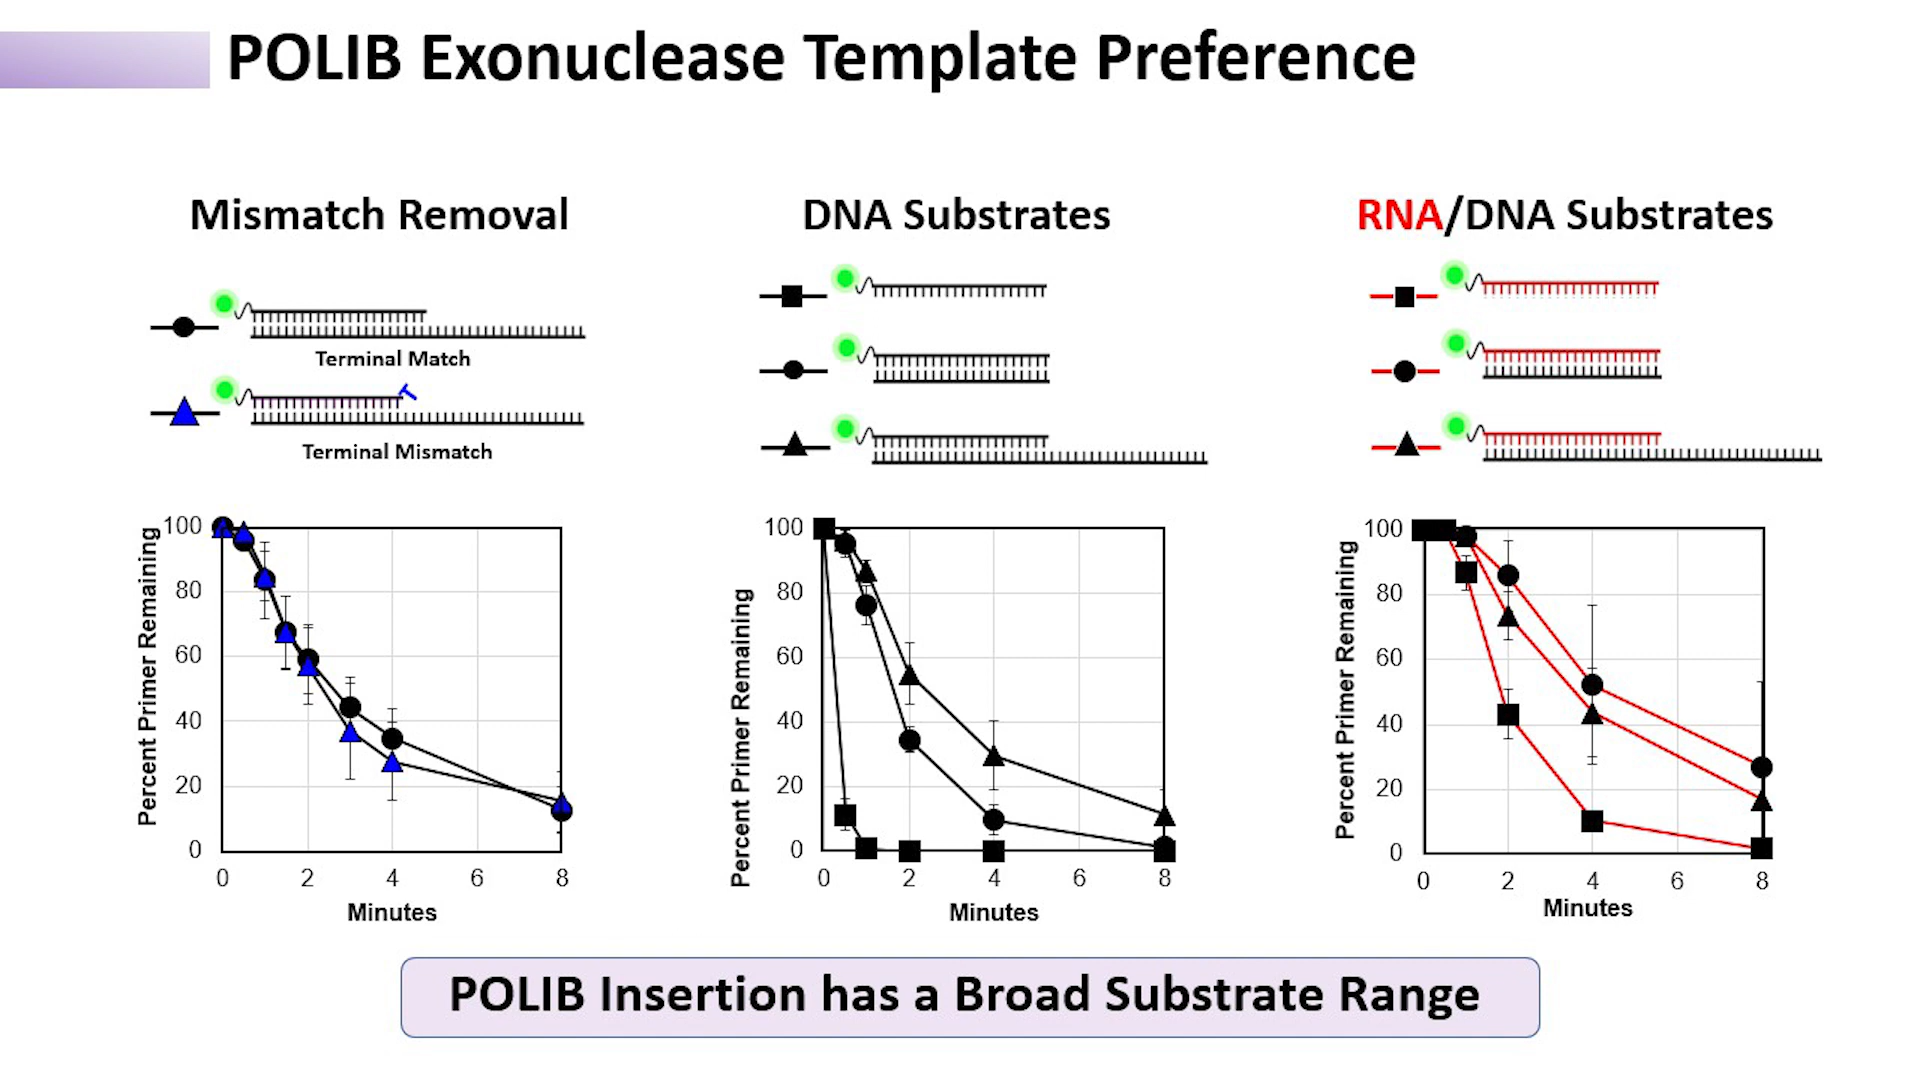 POLIB Exonuclease Template Preference
Mismatch Removal
Terminal Match
T
Terminal Mismatch
Percent Primer Remaining
100
80
60
40
20
0
0 2 4 6 8
Minutes
DNA Substrates
Percent Primer Remaining
100
80
60
40
20
0
0 2 4 6 8
Minutes
RNA/DNA Substrates
Percent Primer Remaining
100
80
60
40
20
0
0 2 4 6 8
Minutes
POLIB Insertion has a Broad Substrate Range